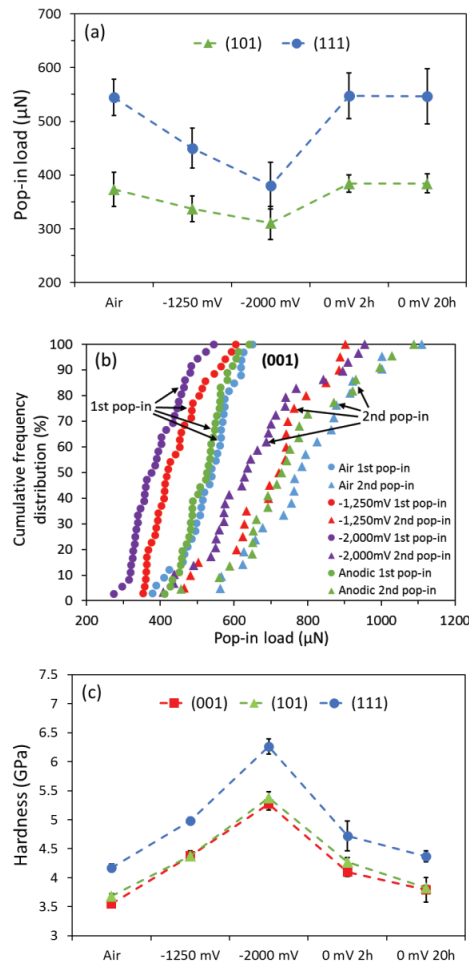 (a)
(101) (111)
Pop-in load (μN)
700
600
500
400
300
200
Air -1250 mV -2000 mV 0 mV 2h 0 mV 20h
(b) (001)
Cumulative frequency
distribution (%)
100
90
80
70
60
50
40
30
20
10
0
1st pop-in
2nd pop-in
Air 1st pop-in
Air 2nd pop-in
-1,250mV 1st pop-in
-1,250mV 2nd pop-in
-2,000mV 1st pop-in
-2,000mV 2nd pop-in
Anodic 1st pop-in
Anodic 2nd pop-in
200 400 600 800 1000 1200
Pop-in load (μN)
(c)
(001) (101) (111)
Hardness (GPa)
7.5
7
6.5
6
5.5
5
4.5
4
3.5
3
Air -1250 mV -2000 mV 0 mV 2h 0 mV 20h